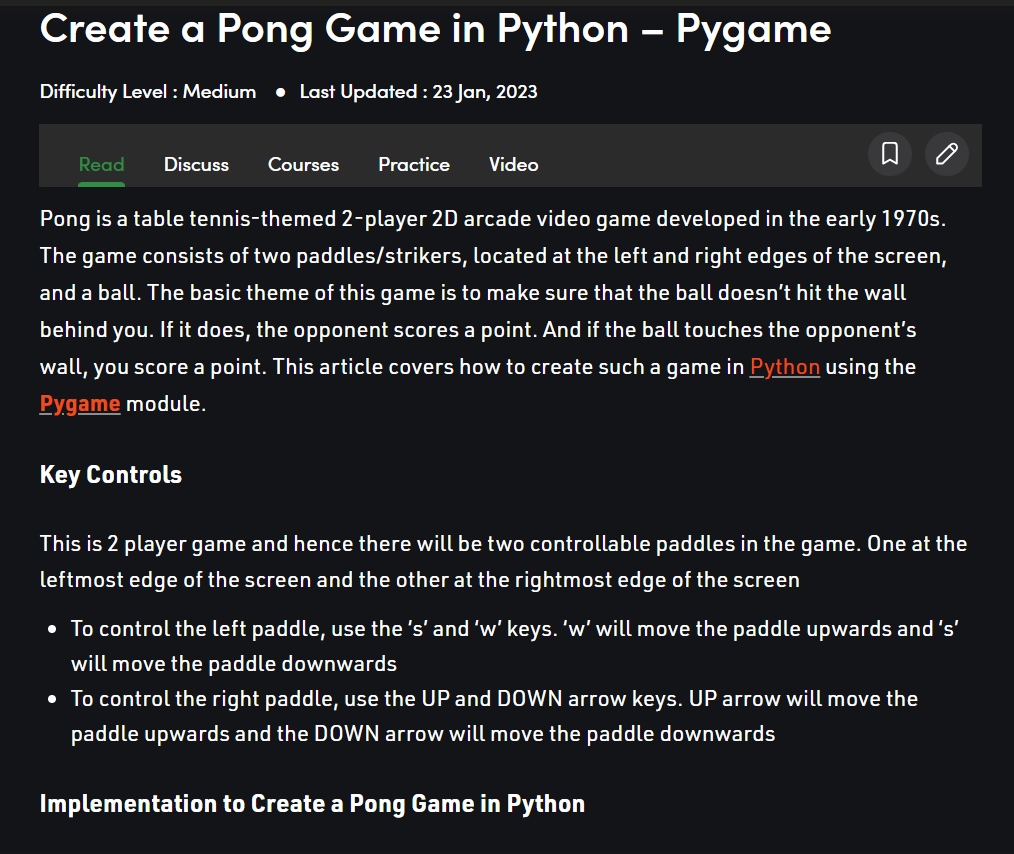 Create a Pong Game in Python – Pygame
Difficulty Level : Medium ● Last Updated : 23 Jan, 2023
Read Discuss Courses Practice Video
Pong is a table tennis-themed 2-player 2D arcade video game developed in the early 1970s.
The game consists of two paddles/strikers, located at the left and right edges of the screen,
and a ball. The basic theme of this game is to make sure that the ball doesn’t hit the wall
behind you. If it does, the opponent scores a point. And if the ball touches the opponent’s
wall, you score a point. This article covers how to create such a game in Python using the
Pygame module.
Key Controls
This is 2 player game and hence there will be two controllable paddles in the game. One at the
leftmost edge of the screen and the other at the rightmost edge of the screen
• To control the left paddle, use the ‘s’ and ‘w’ keys. ‘w’ will move the paddle upwards and ‘s’
will move the paddle downwards
• To control the right paddle, use the UP and DOWN arrow keys. UP arrow will move the
paddle upwards and the DOWN arrow will move the paddle downwards
Implementation to Create a Pong Game in Python